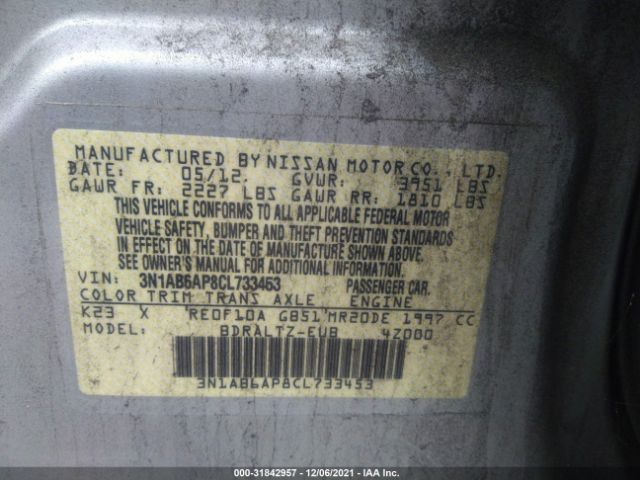 MANUFACTURED BY NISSAN MOTOR CO., LTD.
DATE: 05/12. GVWR: 3951 LBS
GAWR FR: 2227 LBS GAWR RR: 1810 LBS
THIS VEHICLE CONFORMS TO ALL APPLICABLE FEDERAL MOTOR
VEHICLE SAFETY, BUMPER AND THEFT PREVENTION STANDARDS
IN EFFECT ON THE DATE OF MANUFACTURE SHOWN ABOVE.
SEE OWNER'S MANUAL FOR ADDITIONAL INFORMATION.
VIN: 3N1AB6AP8CL733453 PASSENGER CAR.
COLOR TRIM TRANS AXLE ENGINE
K23 X RE0F10A GB51 MR20DE 1997 CC
MODEL: BDRALTZ-EUB 4Z000
3N1AB6AP8CL733453
000-31842957 - 12/06/2021 - IAA Inc.